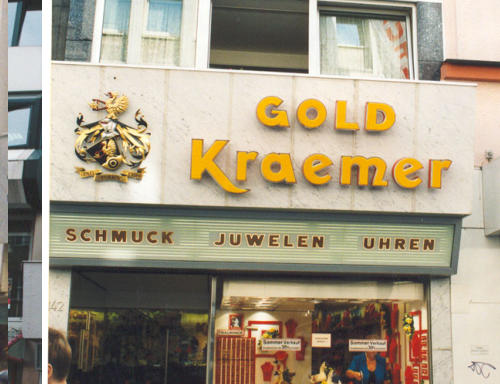 GOLD
Kraemer
SCHMUCK JUWELEN UHREN
Sommer Verkauf
Sommer Verkauf